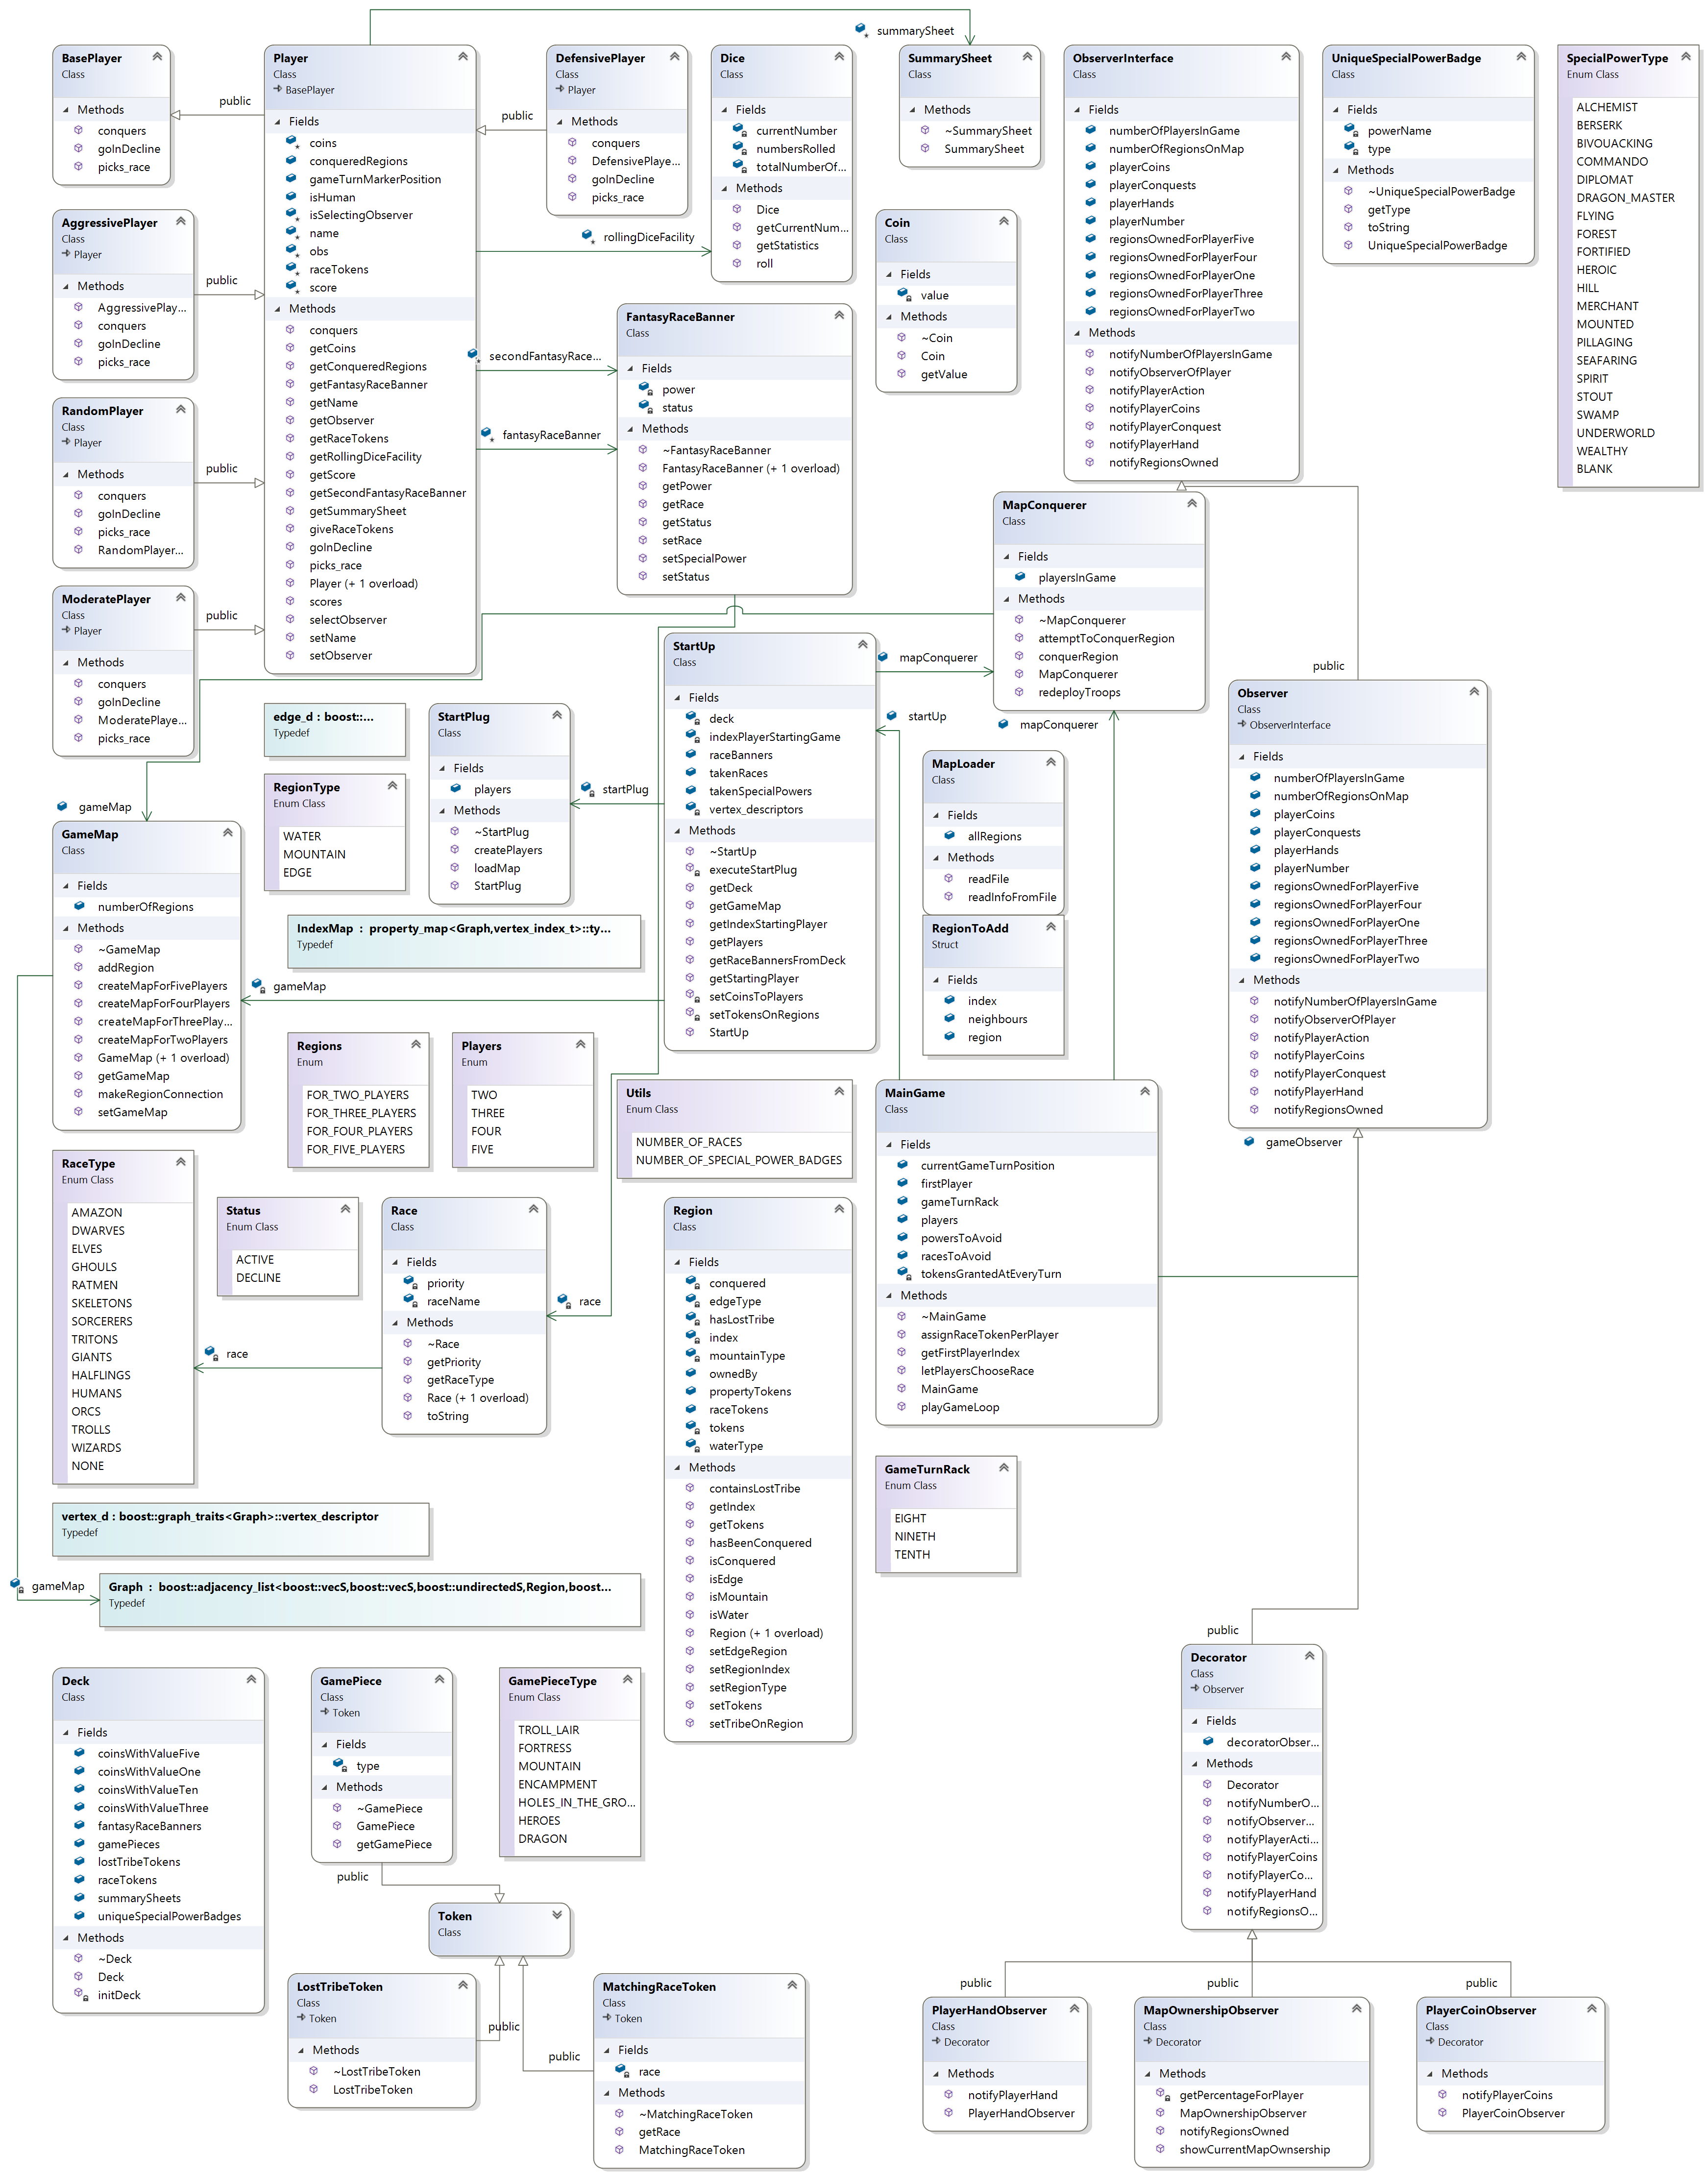 summarySheet
BasePlayer
Class
Methods
conquers
goInDecline
picks_race
public
Player
Class
BasePlayer
Fields
coins
conqueredRegions
gameTurnMarkerPosition
isHuman
isSelectingObserver
name
obs
raceTokens
score
Methods
conquers
getCoins
getConqueredRegions
getFantasyRaceBanner
getName
getObserver
getRaceTokens
getRollingDiceFacility
getScore
getSecondFantasyRaceBanner
getSummarySheet
giveRaceTokens
goInDecline
picks_race
Player (+ 1 overload)
scores
selectObserver
setName
setObserver
public
DefensivePlayer
Class
Player
Methods
conquers
DefensivePlaye...
goInDecline
picks_race
Dice
Class
Fields
currentNumber
numbersRolled
totalNumberOf...
Methods
Dice
getCurrentNum...
getStatistics
roll
rollingDiceFacility
SummarySheet
Class
Methods
~SummarySheet
SummarySheet
ObserverInterface
Class
Fields
numberOfPlayersInGame
numberOfRegionsOnMap
playerCoins
playerConquests
playerHands
playerNumber
regionsOwnedForPlayerFive
regionsOwnedForPlayerFour
regionsOwnedForPlayerOne
regionsOwnedForPlayerThree
regionsOwnedForPlayerTwo
Methods
notifyNumberOfPlayersInGame
notifyObserverOfPlayer
notifyPlayerAction
notifyPlayerCoins
notifyPlayerConquest
notifyPlayerHand
notifyRegionsOwned
UniqueSpecialPowerBadge
Class
Fields
powerName
type
Methods
~UniqueSpecialPowerBadge
getType
toString
UniqueSpecialPowerBadge
SpecialPowerType
Enum Class
ALCHEMIST
BERSERK
BIVOUACKING
COMMANDO
DIPLOMAT
DRAGON_MASTER
FLYING
FOREST
FORTIFIED
HEROIC
HILL
MERCHANT
MOUNTED
PILLAGING
SEAFARING
SPIRIT
STOUT
SWAMP
UNDERWORLD
WEALTHY
BLANK
AggressivePlayer
Class
Player
Methods
AggressivePlay...
conquers
goInDecline
picks_race
public
Coin
Class
Fields
value
Methods
~Coin
Coin
getValue
secondFantasyRace...
fantasyRaceBanner
FantasyRaceBanner
Class
Fields
power
status
Methods
~FantasyRaceBanner
FantasyRaceBanner (+ 1 overload)
getPower
getRace
getStatus
setRace
setSpecialPower
setStatus
RandomPlayer
Class
Player
Methods
conquers
goInDecline
picks_race
RandomPlayer...
public
ModeratePlayer
Class
Player
Methods
conquers
goInDecline
ModeratePlaye...
picks_race
public
MapConquerer
Class
Fields
playersInGame
Methods
~MapConquerer
attemptToConquerRegion
conquerRegion
MapConquerer
redeployTroops
mapConquerer
startUp
mapConquerer
StartUp
Class
Fields
deck
indexPlayerStartingGame
raceBanners
takenRaces
takenSpecialPowers
vertex_descriptors
Methods
~StartUp
executeStartPlug
getDeck
getGameMap
getIndexStartingPlayer
getPlayers
getRaceBannersFromDeck
getStartingPlayer
setCoinsToPlayers
setTokensOnRegions
StartUp
public
Observer
Class
ObserverInterface
Fields
numberOfPlayersInGame
numberOfRegionsOnMap
playerCoins
playerConquests
playerHands
playerNumber
regionsOwnedForPlayerFive
regionsOwnedForPlayerFour
regionsOwnedForPlayerOne
regionsOwnedForPlayerThree
regionsOwnedForPlayerTwo
Methods
notifyNumberOfPlayersInGame
notifyObserverOfPlayer
notifyPlayerAction
notifyPlayerCoins
notifyPlayerConquest
notifyPlayerHand
notifyRegionsOwned
edge_d : boost::...
Typedef
RegionType
Enum Class
WATER
MOUNTAIN
EDGE
StartPlug
Class
Fields
players
Methods
~StartPlug
createPlayers
loadMap
StartPlug
startPlug
MapLoader
Class
Fields
allRegions
Methods
readFile
readInfoFromFile
RegionToAdd
Struct
Fields
index
neighbours
region
gameMap
GameMap
Class
Fields
numberOfRegions
Methods
~GameMap
addRegion
createMapForFivePlayers
createMapForFourPlayers
createMapForThreePlay...
createMapForTwoPlayers
GameMap (+ 1 overload)
getGameMap
makeRegionConnection
setGameMap
IndexMap : property_map<Graph,vertex_index_t>::ty...
Typedef
gameMap
Regions
Enum
FOR_TWO_PLAYERS
FOR_THREE_PLAYERS
FOR_FOUR_PLAYERS
FOR_FIVE_PLAYERS
Players
Enum
TWO
THREE
FOUR
FIVE
Utils
Enum Class
NUMBER_OF_RACES
NUMBER_OF_SPECIAL_POWER_BADGES
MainGame
Class
Fields
currentGameTurnPosition
firstPlayer
gameTurnRack
players
powersToAvoid
racesToAvoid
tokensGrantedAtEveryTurn
Methods
~MainGame
assignRaceTokenPerPlayer
getFirstPlayerIndex
letPlayersChooseRace
MainGame
playGameLoop
gameObserver
RaceType
Enum Class
AMAZON
DWARVES
ELVES
GHOULS
RATMEN
SKELETONS
SORCERERS
TRITONS
GIANTS
HALFLINGS
HUMANS
ORCS
TROLLS
WIZARDS
NONE
Status
Enum Class
ACTIVE
DECLINE
race
Race
Class
Fields
priority
raceName
Methods
~Race
getPriority
getRaceType
Race (+ 1 overload)
toString
race
Region
Class
Fields
conquered
edgeType
hasLostTribe
index
mountainType
ownedBy
propertyTokens
raceTokens
tokens
waterType
Methods
containsLostTribe
getIndex
getTokens
hasBeenConquered
isConquered
isEdge
isMountain
isWater
Region (+ 1 overload)
setEdgeRegion
setRegionIndex
setRegionType
setTokens
setTribeOnRegion
GameTurnRack
Enum Class
EIGHT
NINETH
TENTH
vertex_d : boost::graph_traits<Graph>::vertex_descriptor
Typedef
gameMap
Graph : boost::adjacency_list<boost::vecS,boost::vecS,boost::undirectedS,Region,boost...
Typedef
Deck
Class
Fields
coinsWithValueFive
coinsWithValueOne
coinsWithValueTen
coinsWithValueThree
fantasyRaceBanners
gamePieces
lostTribeTokens
raceTokens
summarySheets
uniqueSpecialPowerBadges
Methods
~Deck
Deck
initDeck
GamePiece
Class
Token
Fields
type
Methods
~GamePiece
GamePiece
getGamePiece
public
GamePieceType
Enum Class
TROLL_LAIR
FORTRESS
MOUNTAIN
ENCAMPMENT
HOLES_IN_THE_GRO...
HEROES
DRAGON
Token
Class
LostTribeToken
Class
Token
Methods
~LostTribeToken
LostTribeToken
public
public
MatchingRaceToken
Class
Token
Fields
race
Methods
~MatchingRaceToken
getRace
MatchingRaceToken
public
Decorator
Class
Observer
Fields
decoratorObser...
Methods
Decorator
notifyNumberO...
notifyObserver...
notifyPlayerActi...
notifyPlayerCoins
notifyPlayerCo...
notifyPlayerHand
notifyRegionsO...
public
public
public
PlayerHandObserver
Class
Decorator
Methods
notifyPlayerHand
PlayerHandObserver
MapOwnershipObserver
Class
Decorator
Methods
getPercentageForPlayer
MapOwnershipObserver
notifyRegionsOwned
showCurrentMapOwnsership
PlayerCoinObserver
Class
Decorator
Methods
notifyPlayerCoins
PlayerCoinObserver